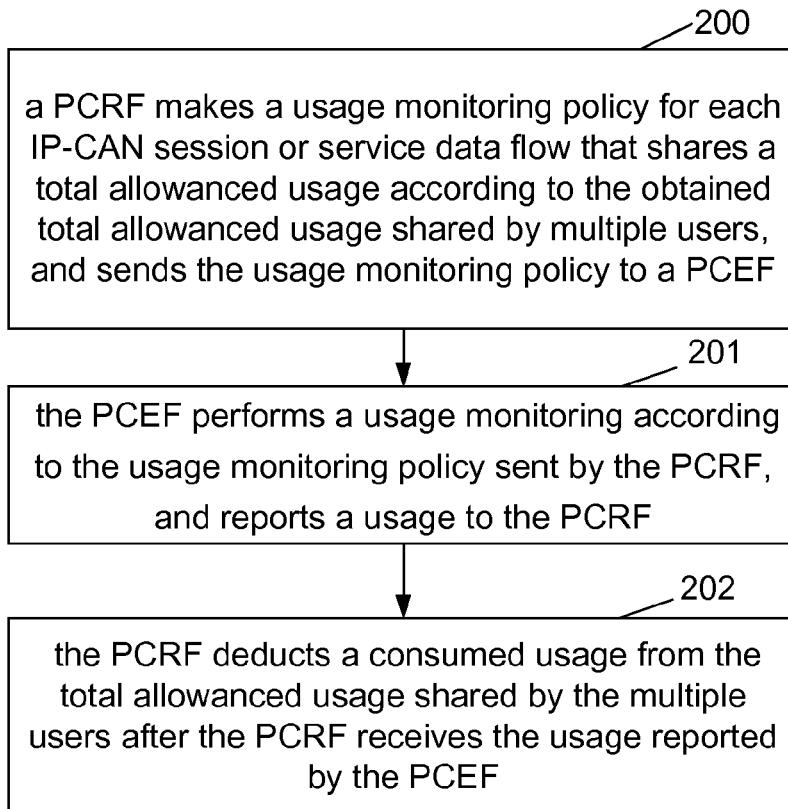 200
a PCRF makes a usage monitoring policy for each
IP-CAN session or service data flow that shares a
total allowanced usage according to the obtained
total allowanced usage shared by multiple users,
and sends the usage monitoring policy to a PCEF
201
the PCEF performs a usage monitoring according
to the usage monitoring policy sent by the PCRF,
and reports a usage to the PCRF
202
the PCRF deducts a consumed usage from the
total allowanced usage shared by the multiple
users after the PCRF receives the usage reported
by the PCEF